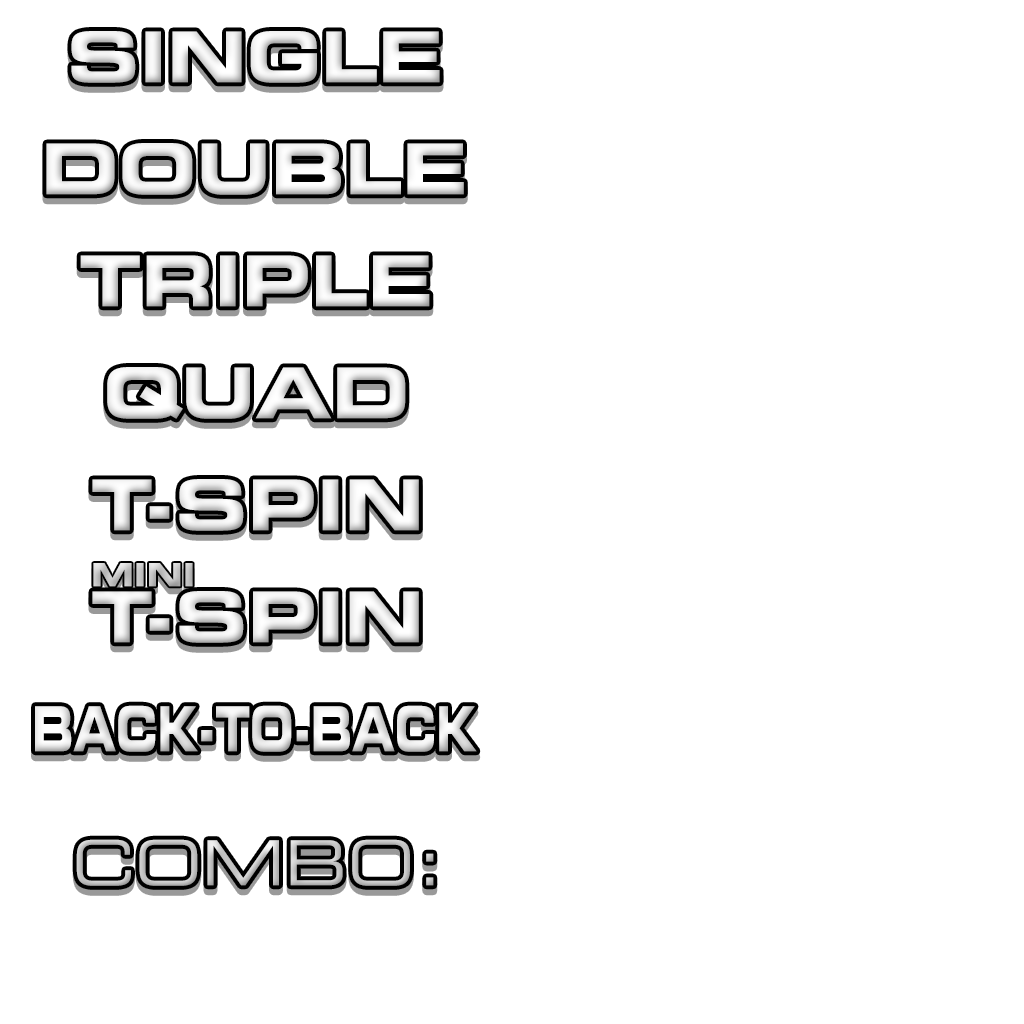 SINGLE
DOUBLE
TRIPLE
QUAD
T-SPIN
MINI
T-SPIN
BACK-TO-BACK
COMBO: